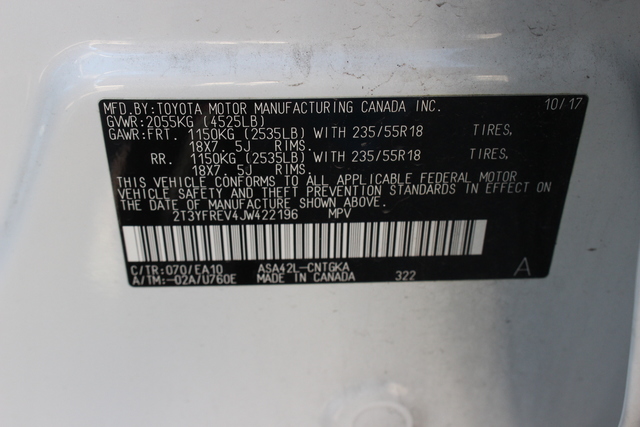 MFD.BY:TOYOTA MOTOR MANUFACTURING CANADA INC. 10/17
GVWR:2055KG (4525LB)
GAWR:FRT. 1150KG (2535LB) WITH 235/55R18 TIRES,
18X7. 5J RIMS.
RR. 1150KG (2535LB) WITH 235/55R18 TIRES,
18X7. 5J RIMS.
THIS VEHICLE CONFORMS TO ALL APPLICABLE FEDERAL MOTOR
VEHICLE SAFETY AND THEFT PREVENTION STANDARDS IN EFFECT ON
THE DATE OF MANUFACTURE SHOWN ABOVE.
2T3YFREV4JW422196 MPV
C/TR:070/EA10 ASA42L-CNTGKA
A/TM:-02A/U760E MADE IN CANADA 322 A